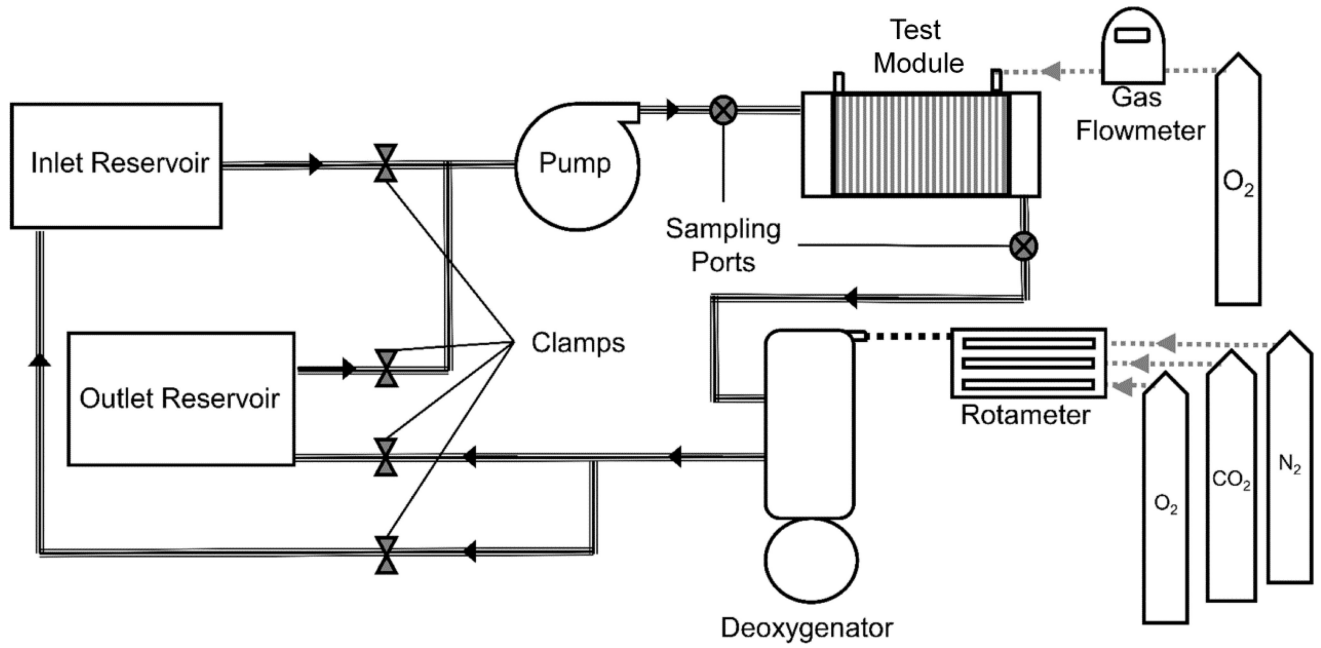 Test
Module
Gas
Flowmeter
Inlet Reservoir
Pump
O₂
Sampling
Ports
Clamps
Outlet Reservoir
Rotameter
O₂
CO₂
N₂
Deoxygenator